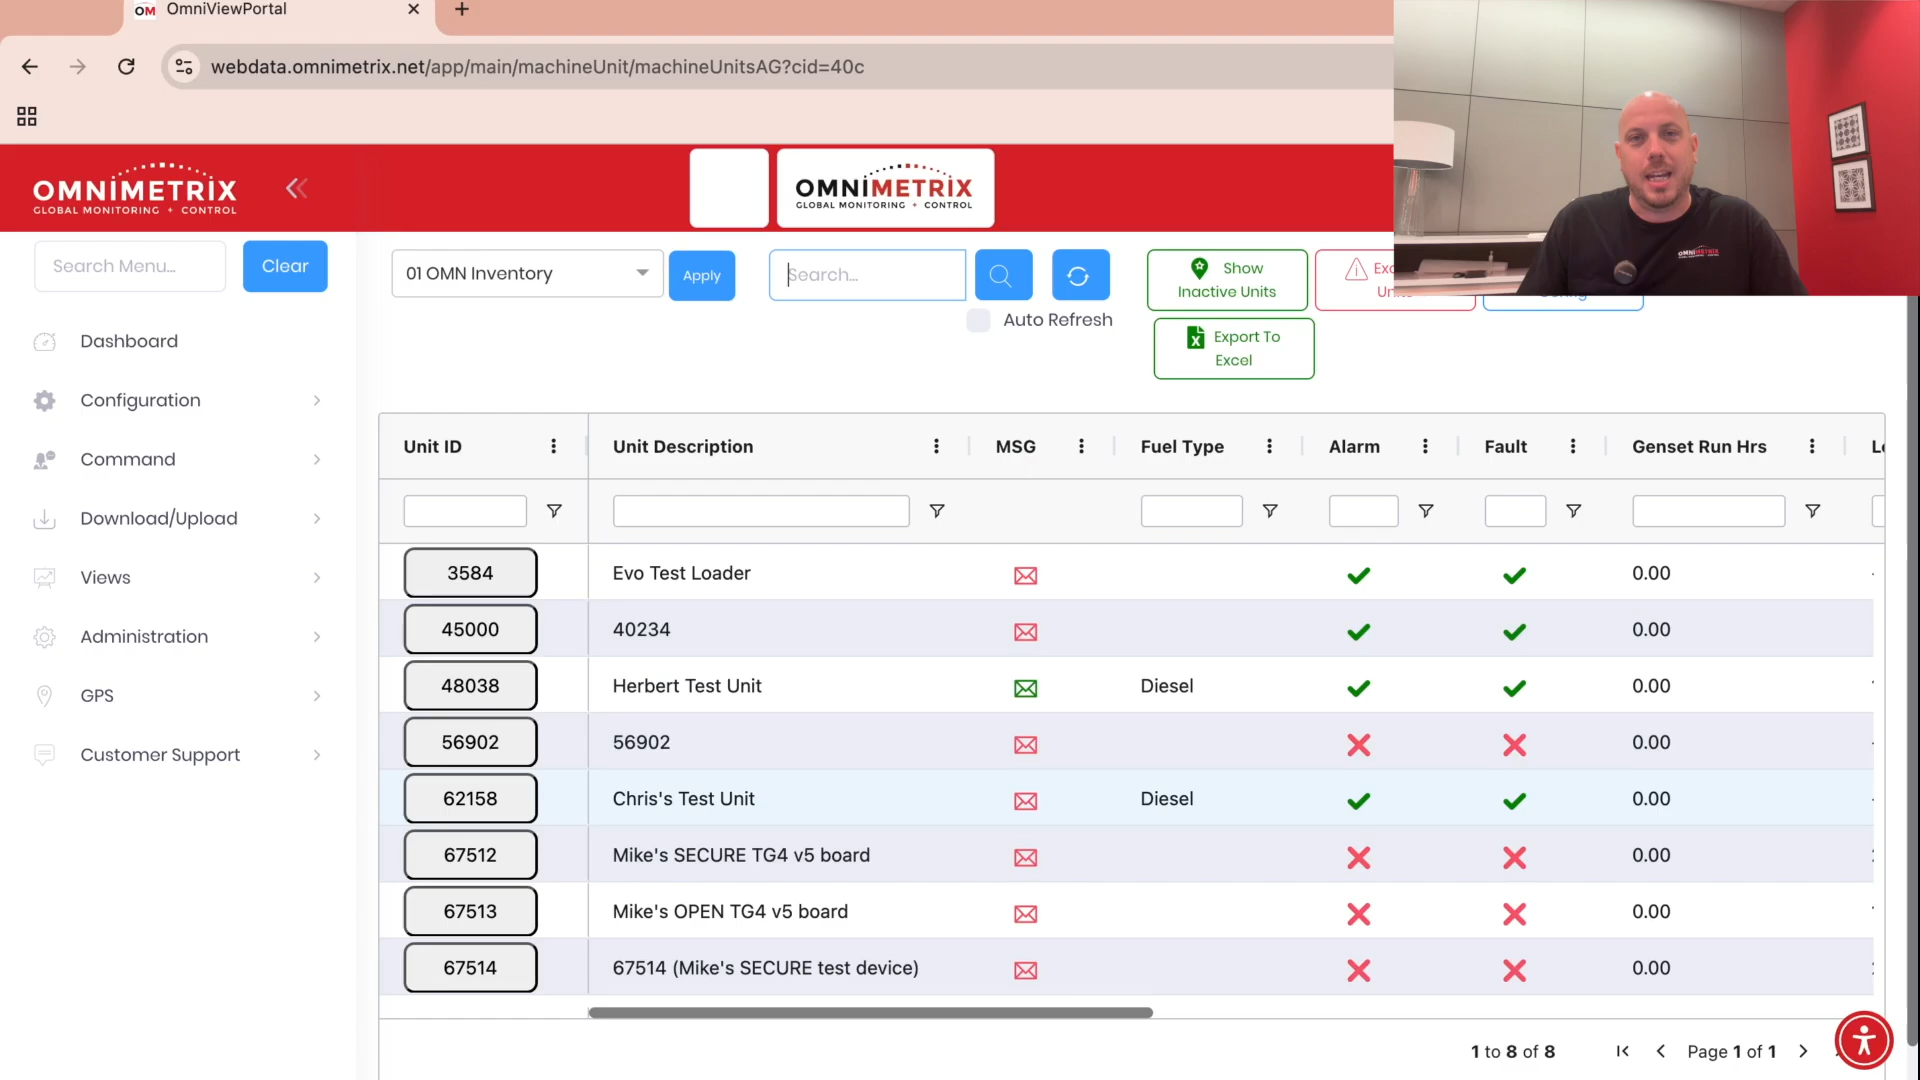 OM OmniViewPortal
webdata.omnimetrix.net/app/main/machineUnit/machineUnitsAG?cid=40c
OMNIMETRIX
GLOBAL MONITORING + CONTROL
OMNIMETRIX
GLOBAL MONITORING + CONTROL
Search Menu...
Clear
01 OMN Inventory
Apply
Search...
Auto Refresh
Show
Inactive Units
Export To
Excel
Dashboard
Configuration
Command
Download/Upload
Views
Administration
GPS
Customer Support
Unit ID Unit Description MSG Fuel Type Alarm Fault Genset Run Hrs
3584 Evo Test Loader 0.00
45000 40234 0.00
48038 Herbert Test Unit Diesel 0.00
56902 56902 0.00
62158 Chris's Test Unit Diesel 0.00
67512 Mike's SECURE TG4 v5 board 0.00
67513 Mike's OPEN TG4 v5 board 0.00
67514 67514 (Mike's SECURE test device) 0.00
1 to 8 of 8 Page 1 of 1
OMNIMETRIX